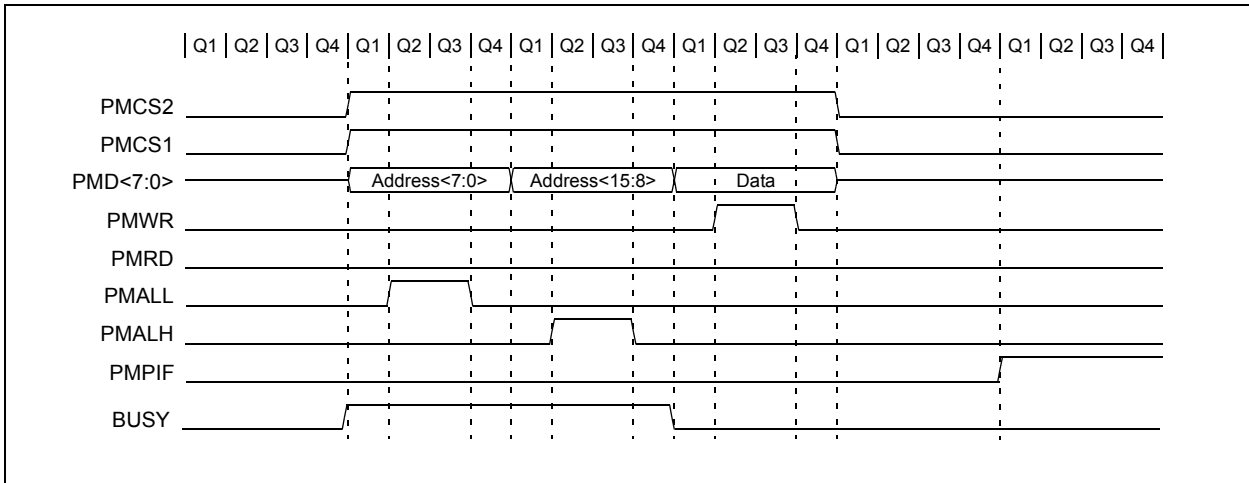 Q1 Q2 Q3 Q4 Q1 Q2 Q3 Q4 Q1 Q2 Q3 Q4 Q1 Q2 Q3 Q4 Q1 Q2 Q3 Q4 Q1 Q2 Q3 Q4
PMCS2
PMCS1
PMD<7:0> Address<7:0> Address<15:8> Data
PMWR
PMRD
PMALL
PMALH
PMPIF
BUSY